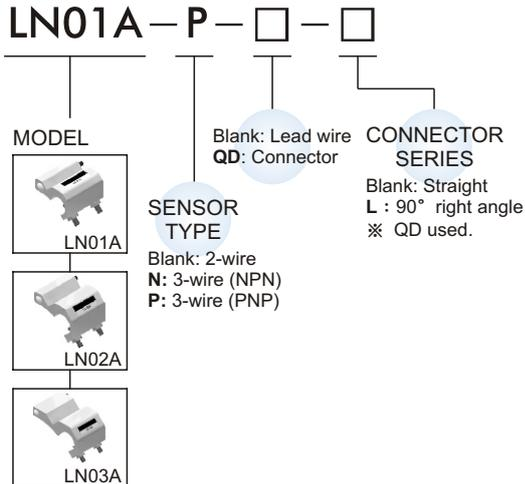 LN01A－P－□－□
MODEL
LN01A
LN02A
LN03A
SENSOR
TYPE
Blank: 2-wire
N: 3-wire (NPN)
P: 3-wire (PNP)
Blank: Lead wire
QD: Connector
CONNECTOR
SERIES
Blank: Straight
L：90° right angle
※ QD used.